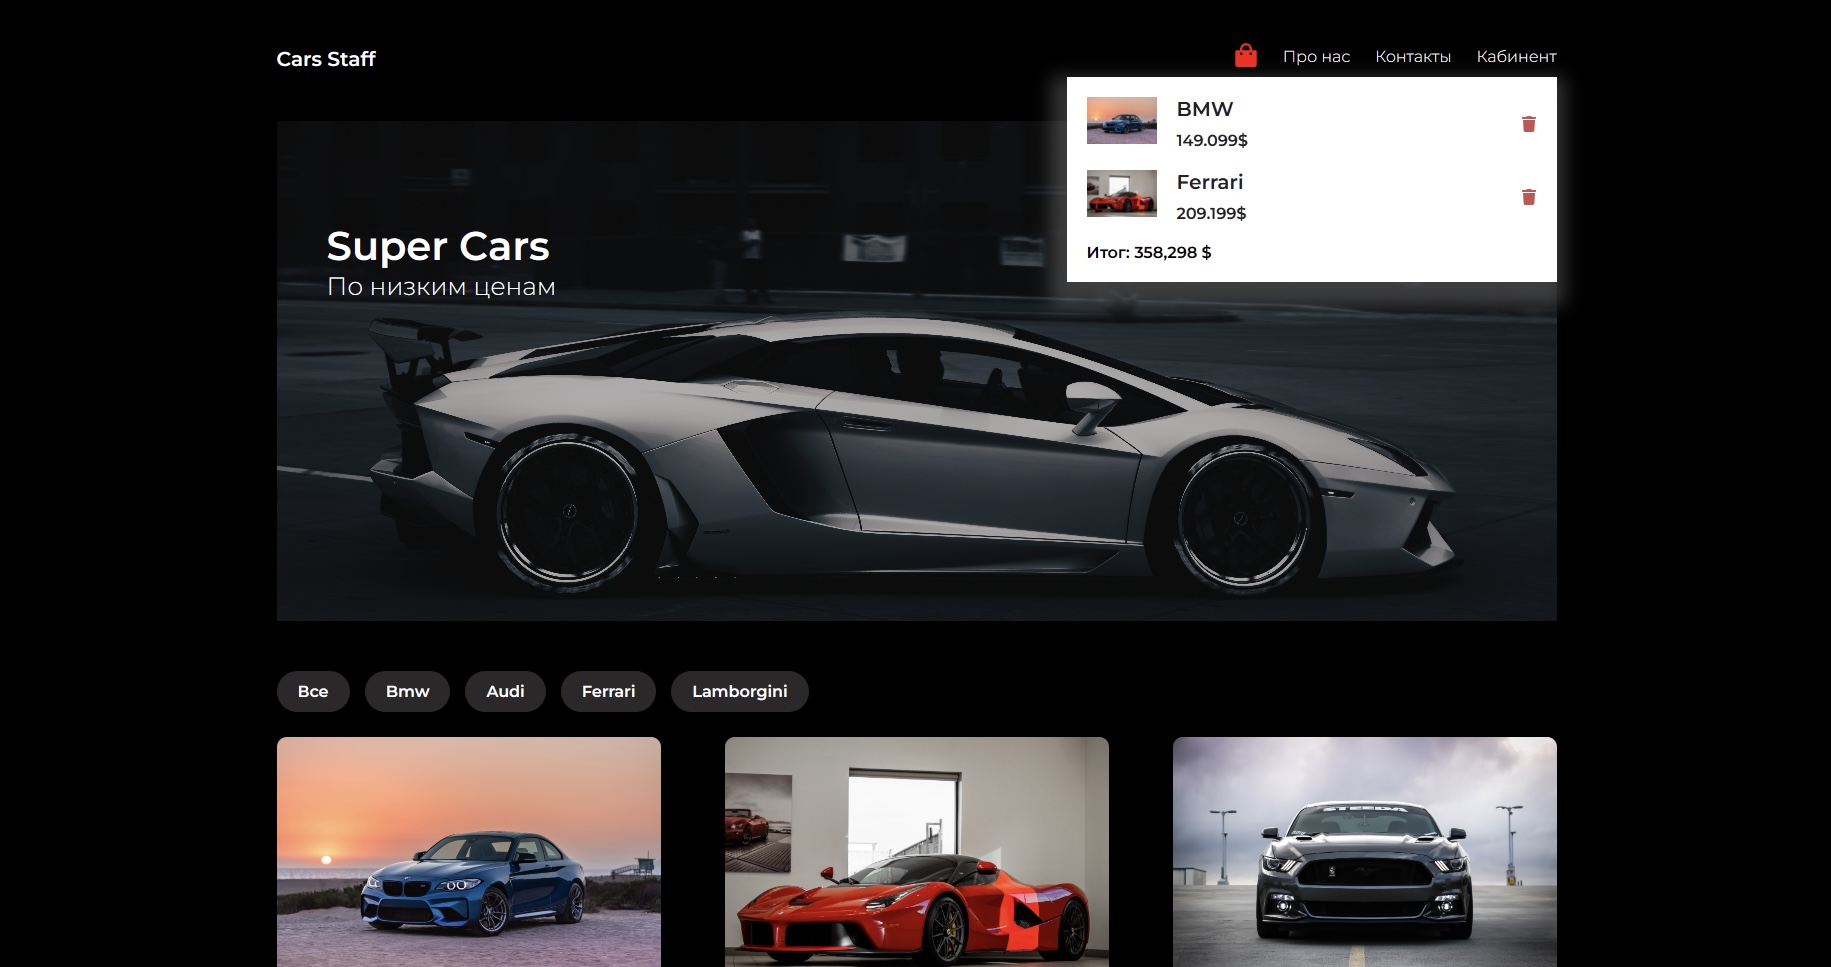 Cars Staff
Про нас
Контакты
Кабинент
BMW
149.099$
Ferrari
209.199$
Итог: 358,298 $
Super Cars
По низким ценам
Все
Bmw
Audi
Ferrari
Lamborgini